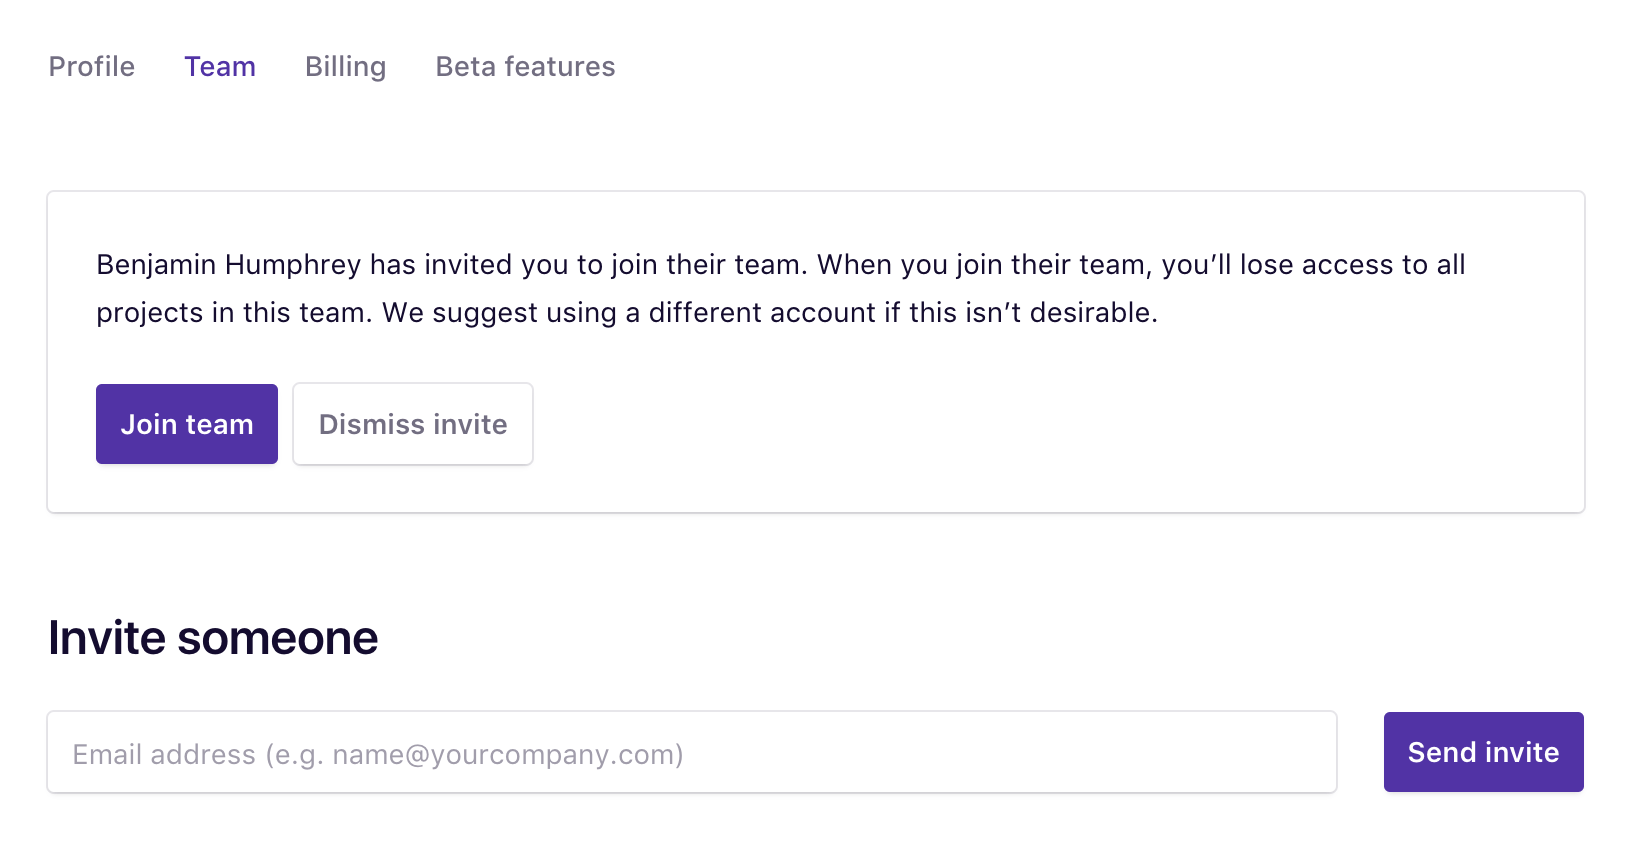 Profile Team Billing Beta features
Benjamin Humphrey has invited you to join their team. When you join their team, you’ll lose access to all
projects in this team. We suggest using a different account if this isn’t desirable.
Join team Dismiss invite
Invite someone
Email address (e.g. name@yourcompany.com) Send invite